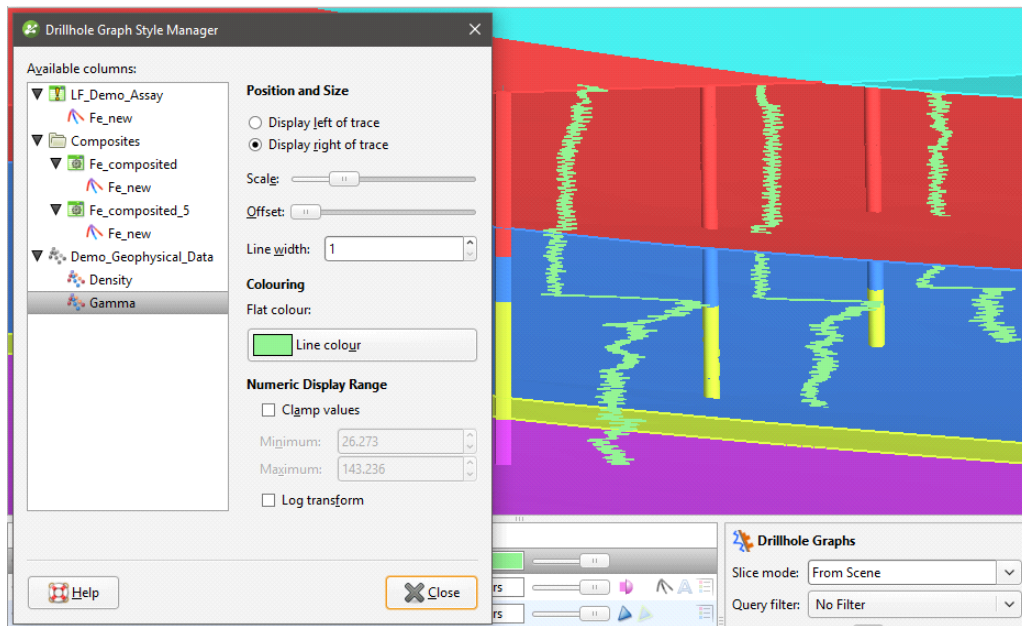 Drillhole Graph Style Manager
Available columns:
LF_Demo_Assay
Fe_new
Composites
Fe_composited
Fe_new
Fe_composited_5
Fe_new
Demo_Geophysical_Data
Density
Gamma
Position and Size
Display left of trace
Display right of trace
Scale:
Offset:
Line width: 1
Colouring
Flat colour:
Line colour
Numeric Display Range
Clamp values
Minimum: 26.273
Maximum: 143.236
Log transform
Help
Close
rs
rs
Drillhole Graphs
Slice mode: From Scene
Query filter: No Filter